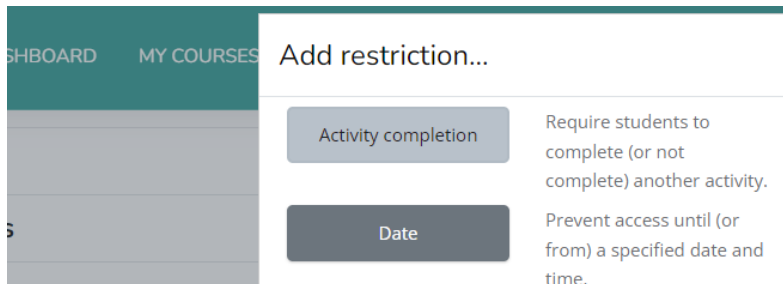 SHBOARD MY COURSES
Add restriction...
Activity completion
Require students to
complete (or not
complete) another activity.
S
Date
Prevent access until (or
from) a specified date and
time.